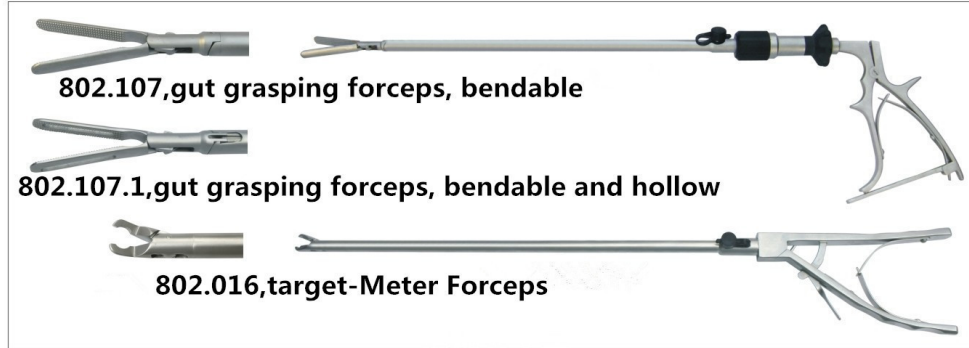 802.107,gut grasping forceps, bendable
802.107.1,gut grasping forceps, bendable and hollow
802.016,target-Meter Forceps